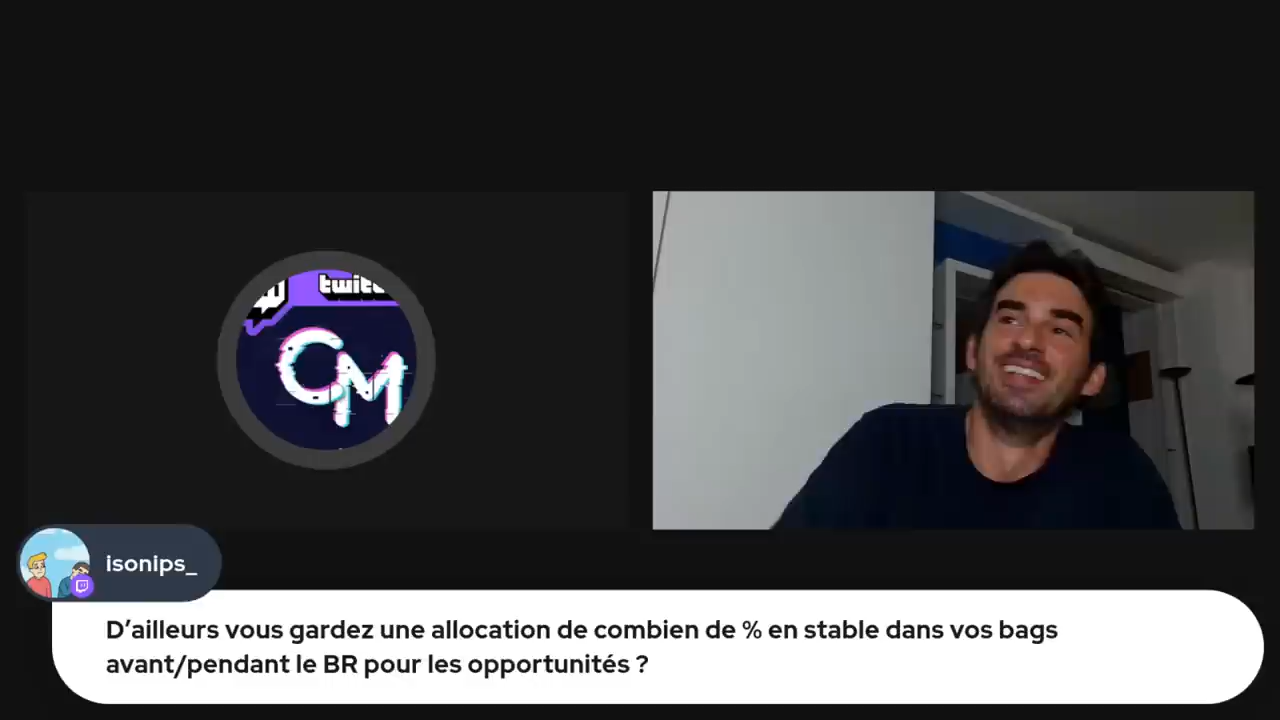 twitc
CM
isonips_
D’ailleurs vous gardez une allocation de combien de % en stable dans vos bags
avant/pendant le BR pour les opportunités ?